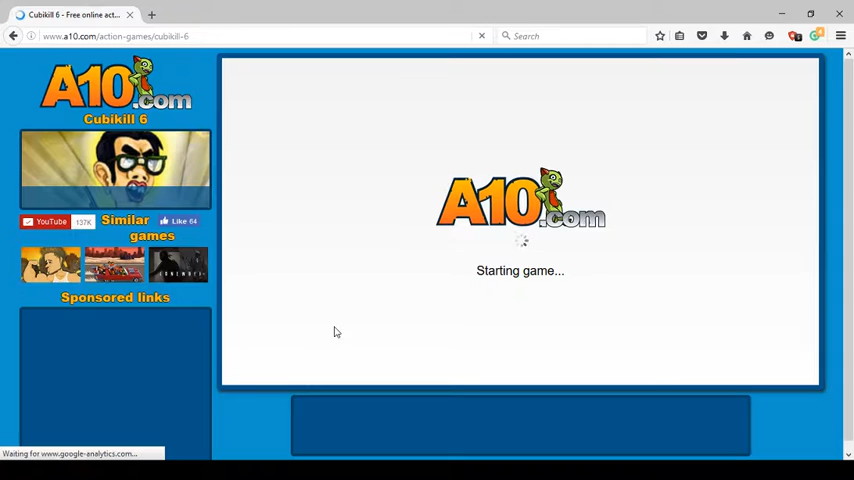 Cubikill 6 - Free online act...
www.a10.com/action-games/cubikill-6
Search
A10.com
Cubikill 6
YouTube 137K
Similar games
Like 64
Sponsored links
A10.com
Starting game...
Waiting for www.google-analytics.com...